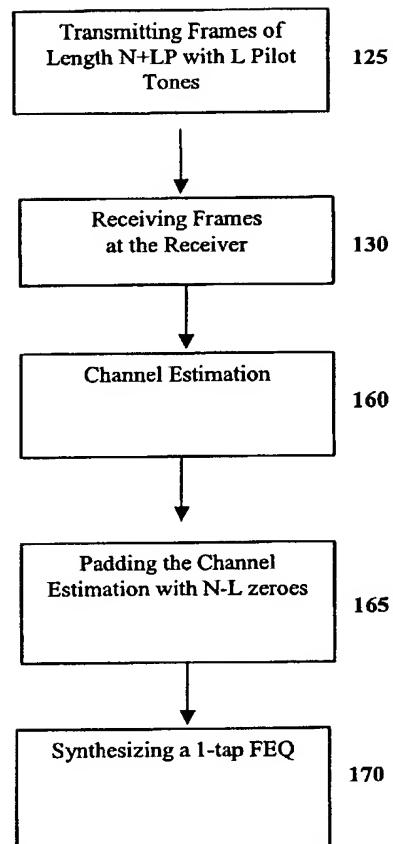 Transmitting Frames of
Length N+LP with L Pilot
Tones
125
Receiving Frames
at the Receiver
130
Channel Estimation
160
Padding the Channel
Estimation with N-L zeroes
165
Synthesizing a 1-tap FEQ
170